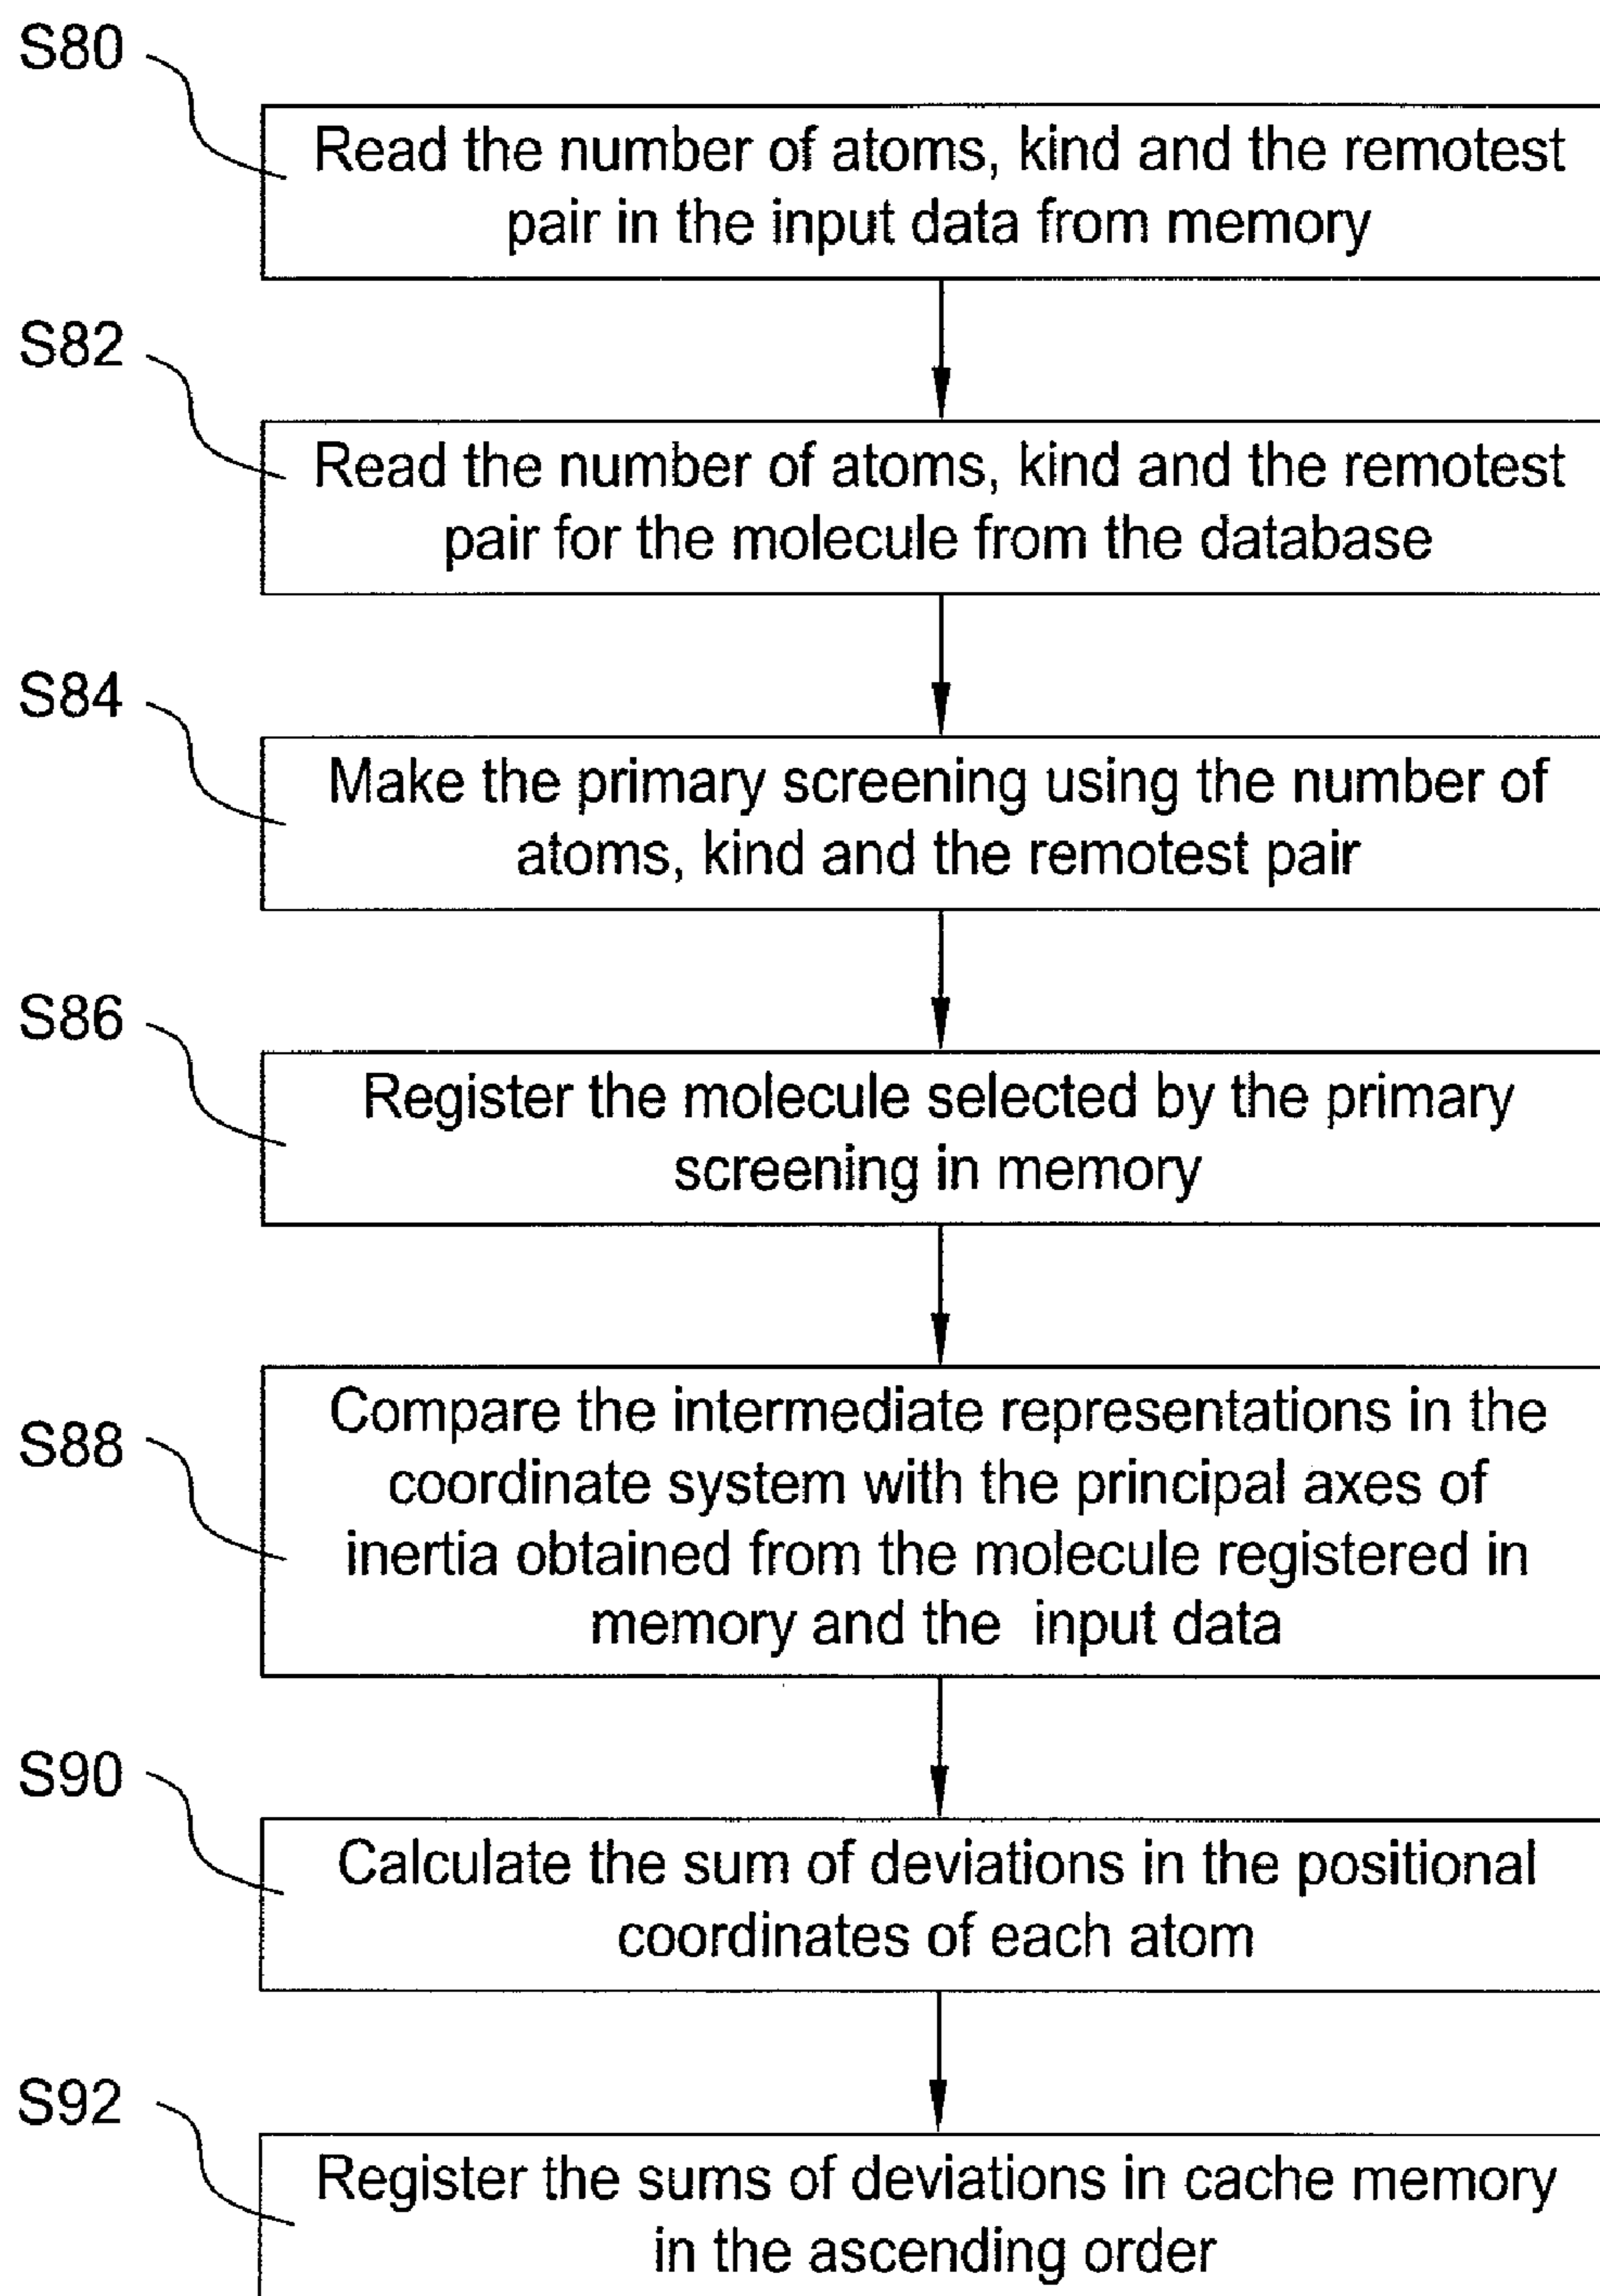 S80
Read the number of atoms, kind and the remotest
pair in the input data from memory
S82
Read the number of atoms, kind and the remotest
pair for the molecule from the database
S84
Make the primary screening using the number of
atoms, kind and the remotest pair
S86
Register the molecule selected by the primary
screening in memory
S88
Compare the intermediate representations in the
coordinate system with the principal axes of
inertia obtained from the molecule registered in
memory and the input data
S90
Calculate the sum of deviations in the positional
coordinates of each atom
S92
Register the sums of deviations in cache memory
in the ascending order